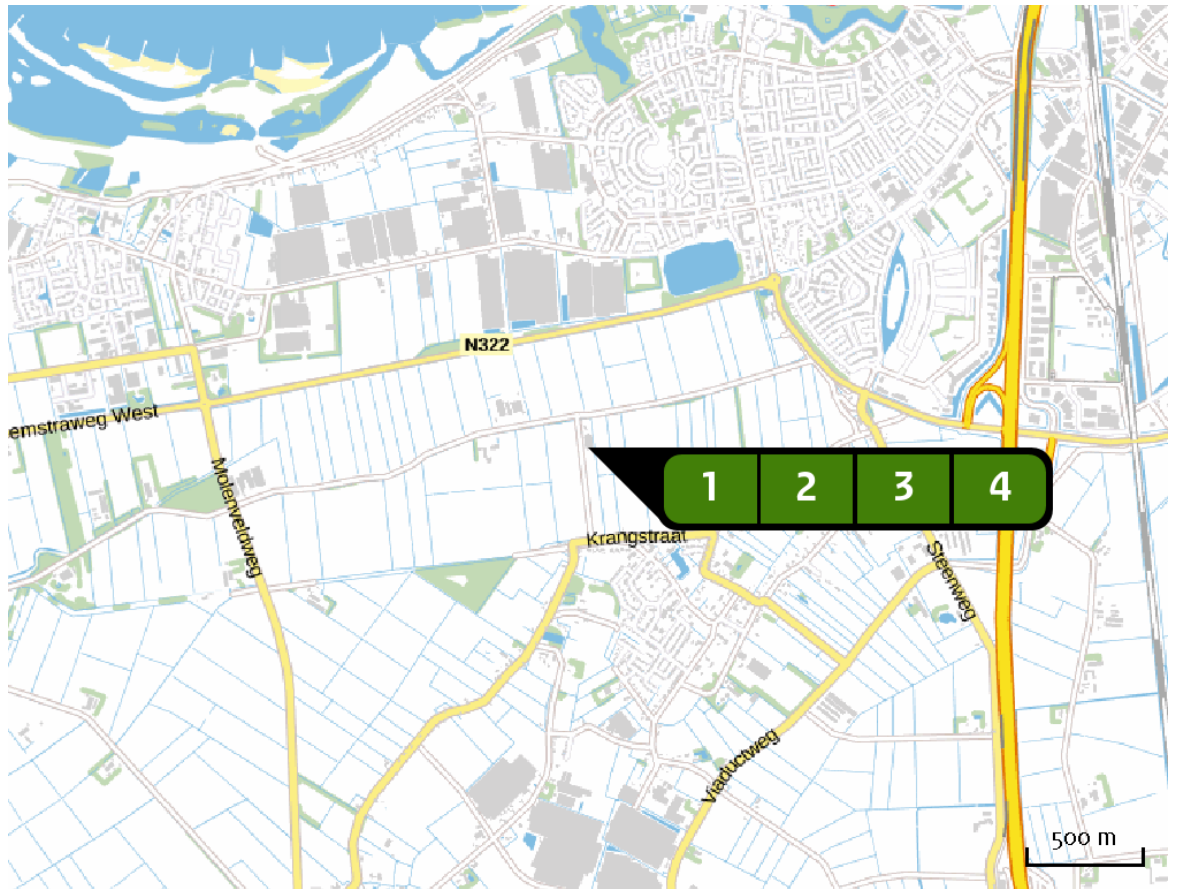 N322
emstraweg West
Molenveldweg
1 2 3 4
Krangstraat
Steenweg
Viaductweg
500 m